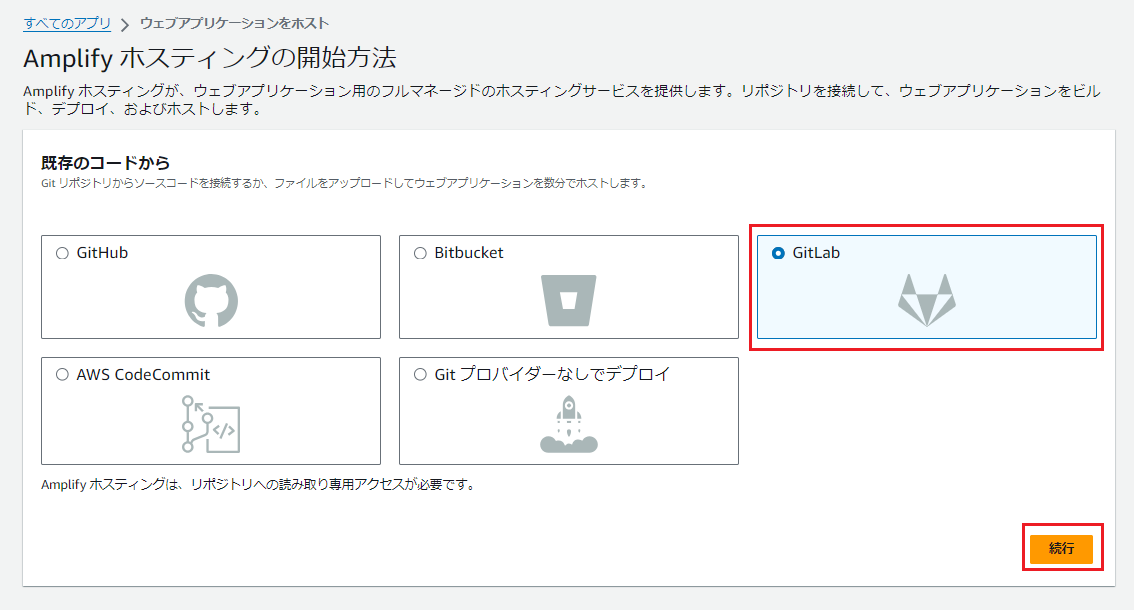 すべてのアプリ > ウェブアプリケーションをホスト
Amplify ホスティングの開始方法
Amplify ホスティングが、ウェブアプリケーション用のフルマネージドのホスティングサービスを提供します。リポジトリを接続して、ウェブアプリケーションをビル
ド、デプロイ、およびホストします。
既存のコードから
Git リポジトリからソースコードを接続するか、ファイルをアップロードしてウェブアプリケーションを数分でホストします。
GitHub
Bitbucket
GitLab
AWS CodeCommit
Git プロバイダーなしでデプロイ
Amplify ホスティングは、リポジトリへの読み取り専用アクセスが必要です。
続行